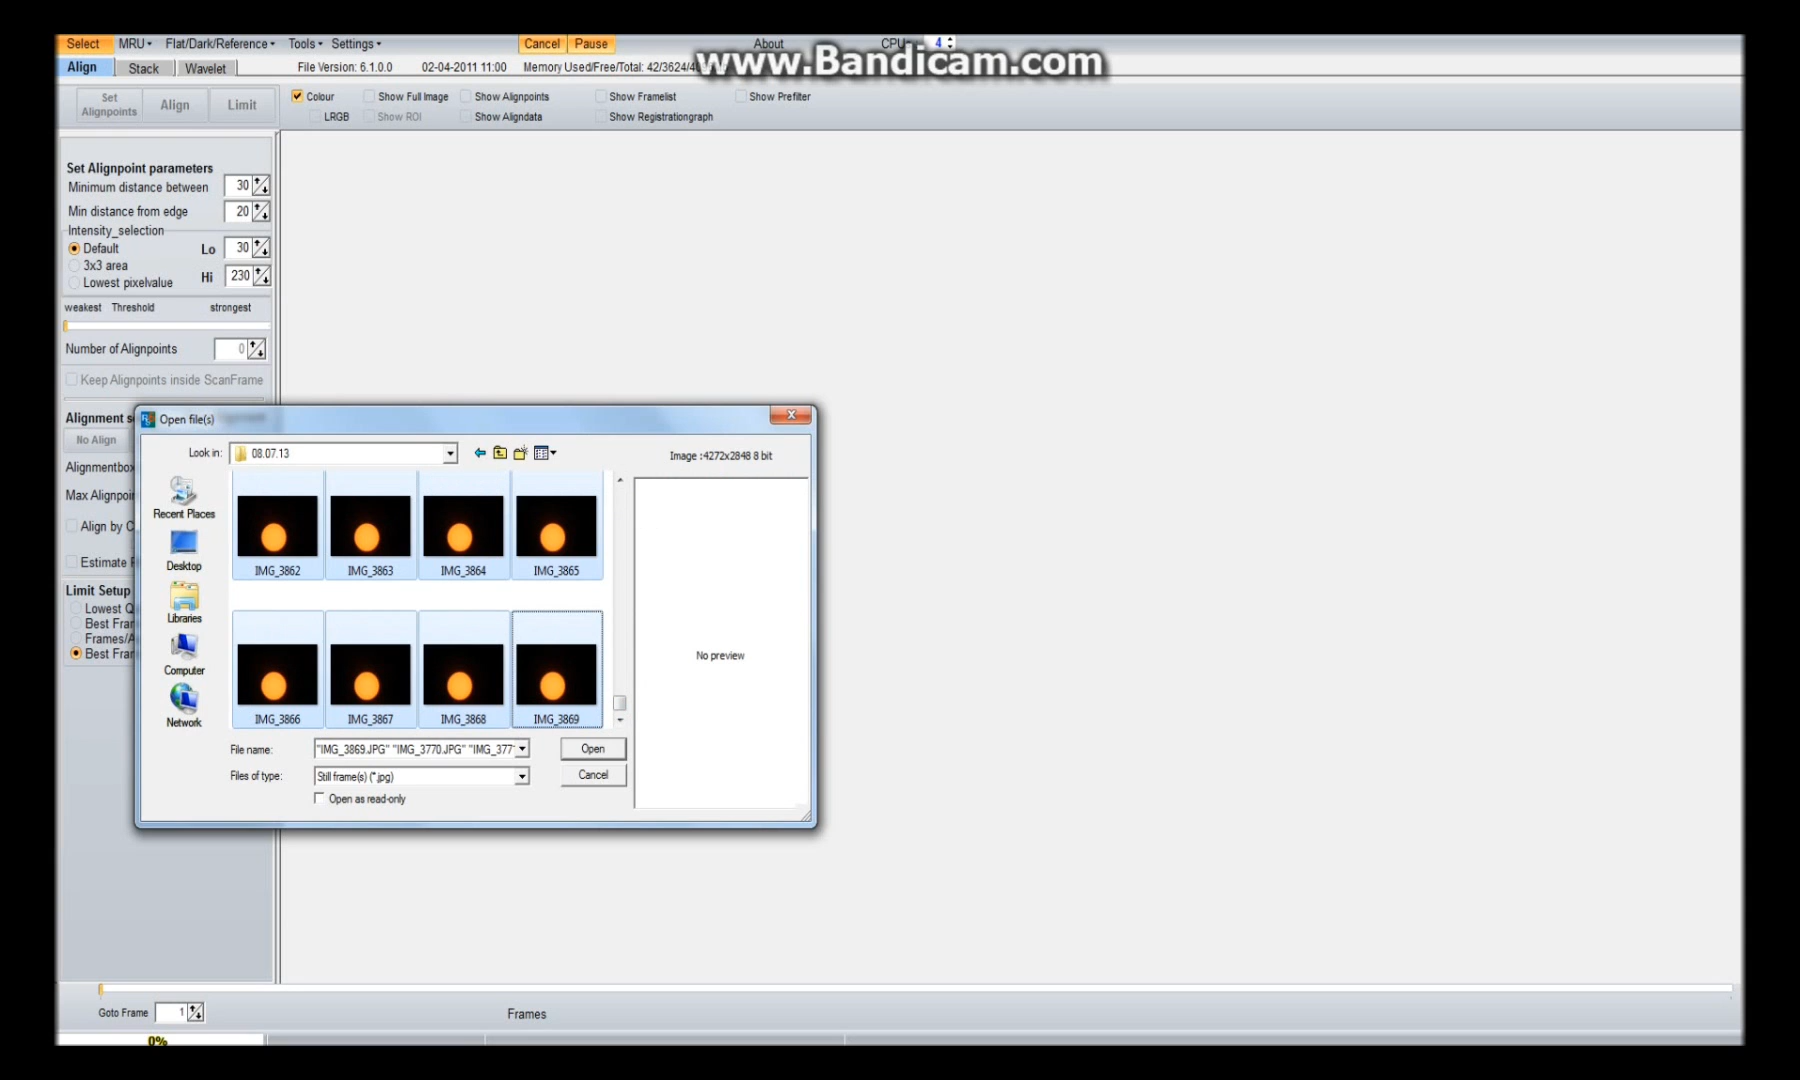 Select MRU Flat/Dark/Reference Tools Settings Cancel Pause About CPU 4
www.Bandicam.com
Align Stack Wavelet File Version: 6.1.0.0 02-04-2011 11:00 Memory Used/Free/Total: 42/3624/4
Set Alignpoints Align Limit
Colour Show Full Image Show Alignpoints Show Framelist Show Prefilter
LRGB Show ROI Show Aligndata Show Registrationgraph
Set Alignpoint parameters
Minimum distance between 30
Min distance from edge 20
Intensity_selection
Default Lo 30
3x3 area
Lowest pixelvalue Hi 230
weakest Threshold strongest
Number of Alignpoints 0
Keep Alignpoints inside ScanFrame
Alignment s
No Align
Alignmentbox
Max Alignpoin
Align by C
Estimate
Limit Setup
Lowest Q
Best Fra
Frames/A
Best Fra
Open file(s)
Look in: 08.07.13
Image :4272x2848 8 bit
Recent Places
Desktop
Libraries
Computer
Network
IMG_3862 IMG_3863 IMG_3864 IMG_3865
IMG_3866 IMG_3867 IMG_3868 IMG_3869
No preview
File name: "IMG_3869.JPG" "IMG_3770.JPG" "IMG_377 Open
Files of type: Still frame(s) (*.jpg) Cancel
Open as read-only
Goto Frame 1 Frames
0%